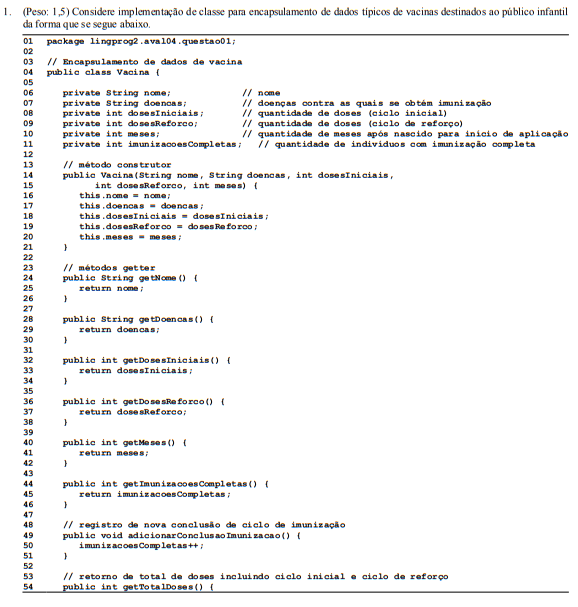 1. (Peso: 1,5) Considere implementação de classe para encapsulamento de dados típicos de vacinas destinados ao público infantil
da forma que se segue abaixo.
01 package lingprog2.aval04.questao01;
02
03 // Encapsulamento de dados de vacina
04 public class Vacina {
05
06 private String nome; // nome
07 private String doencas; // doenças contra as quais se obtém imunização
08 private int dosesIniciais; // quantidade de doses (ciclo inicial)
09 private int dosesReforco; // quantidade de doses (ciclo de reforço)
10 private int meses; // quantidade de meses após nascido para início de aplicação
11 private int imunizacoesCompletas; // quantidade de indivíduos com imunização completa
12
13 // método construtor
14 public Vacina(String nome, String doencas, int dosesIniciais,
15 int dosesReforco, int meses) {
16 this.nome = nome;
17 this.doencas = doencas;
18 this.dosesIniciais = dosesIniciais;
19 this.dosesReforco = dosesReforco;
20 this.meses = meses;
21 }
22
23 // métodos getter
24 public String getNome() {
25 return nome;
26 }
27
28 public String getDoencas() {
29 return doencas;
30 }
31
32 public int getDosesIniciais() {
33 return dosesIniciais;
34 }
35
36 public int getDosesReforco() {
37 return dosesReforco;
38 }
39
40 public int getMeses() {
41 return meses;
42 }
43
44 public int getImunizacoesCompletas() {
45 return imunizacoesCompletas;
46 }
47
48 // registro de nova conclusão de ciclo de imunização
49 public void adicionarConclusaoImunizacao() {
50 imunizacoesCompletas++;
51 }
52
53 // retorno de total de doses incluindo ciclo inicial e ciclo de reforço
54 public int getTotalDoses() {